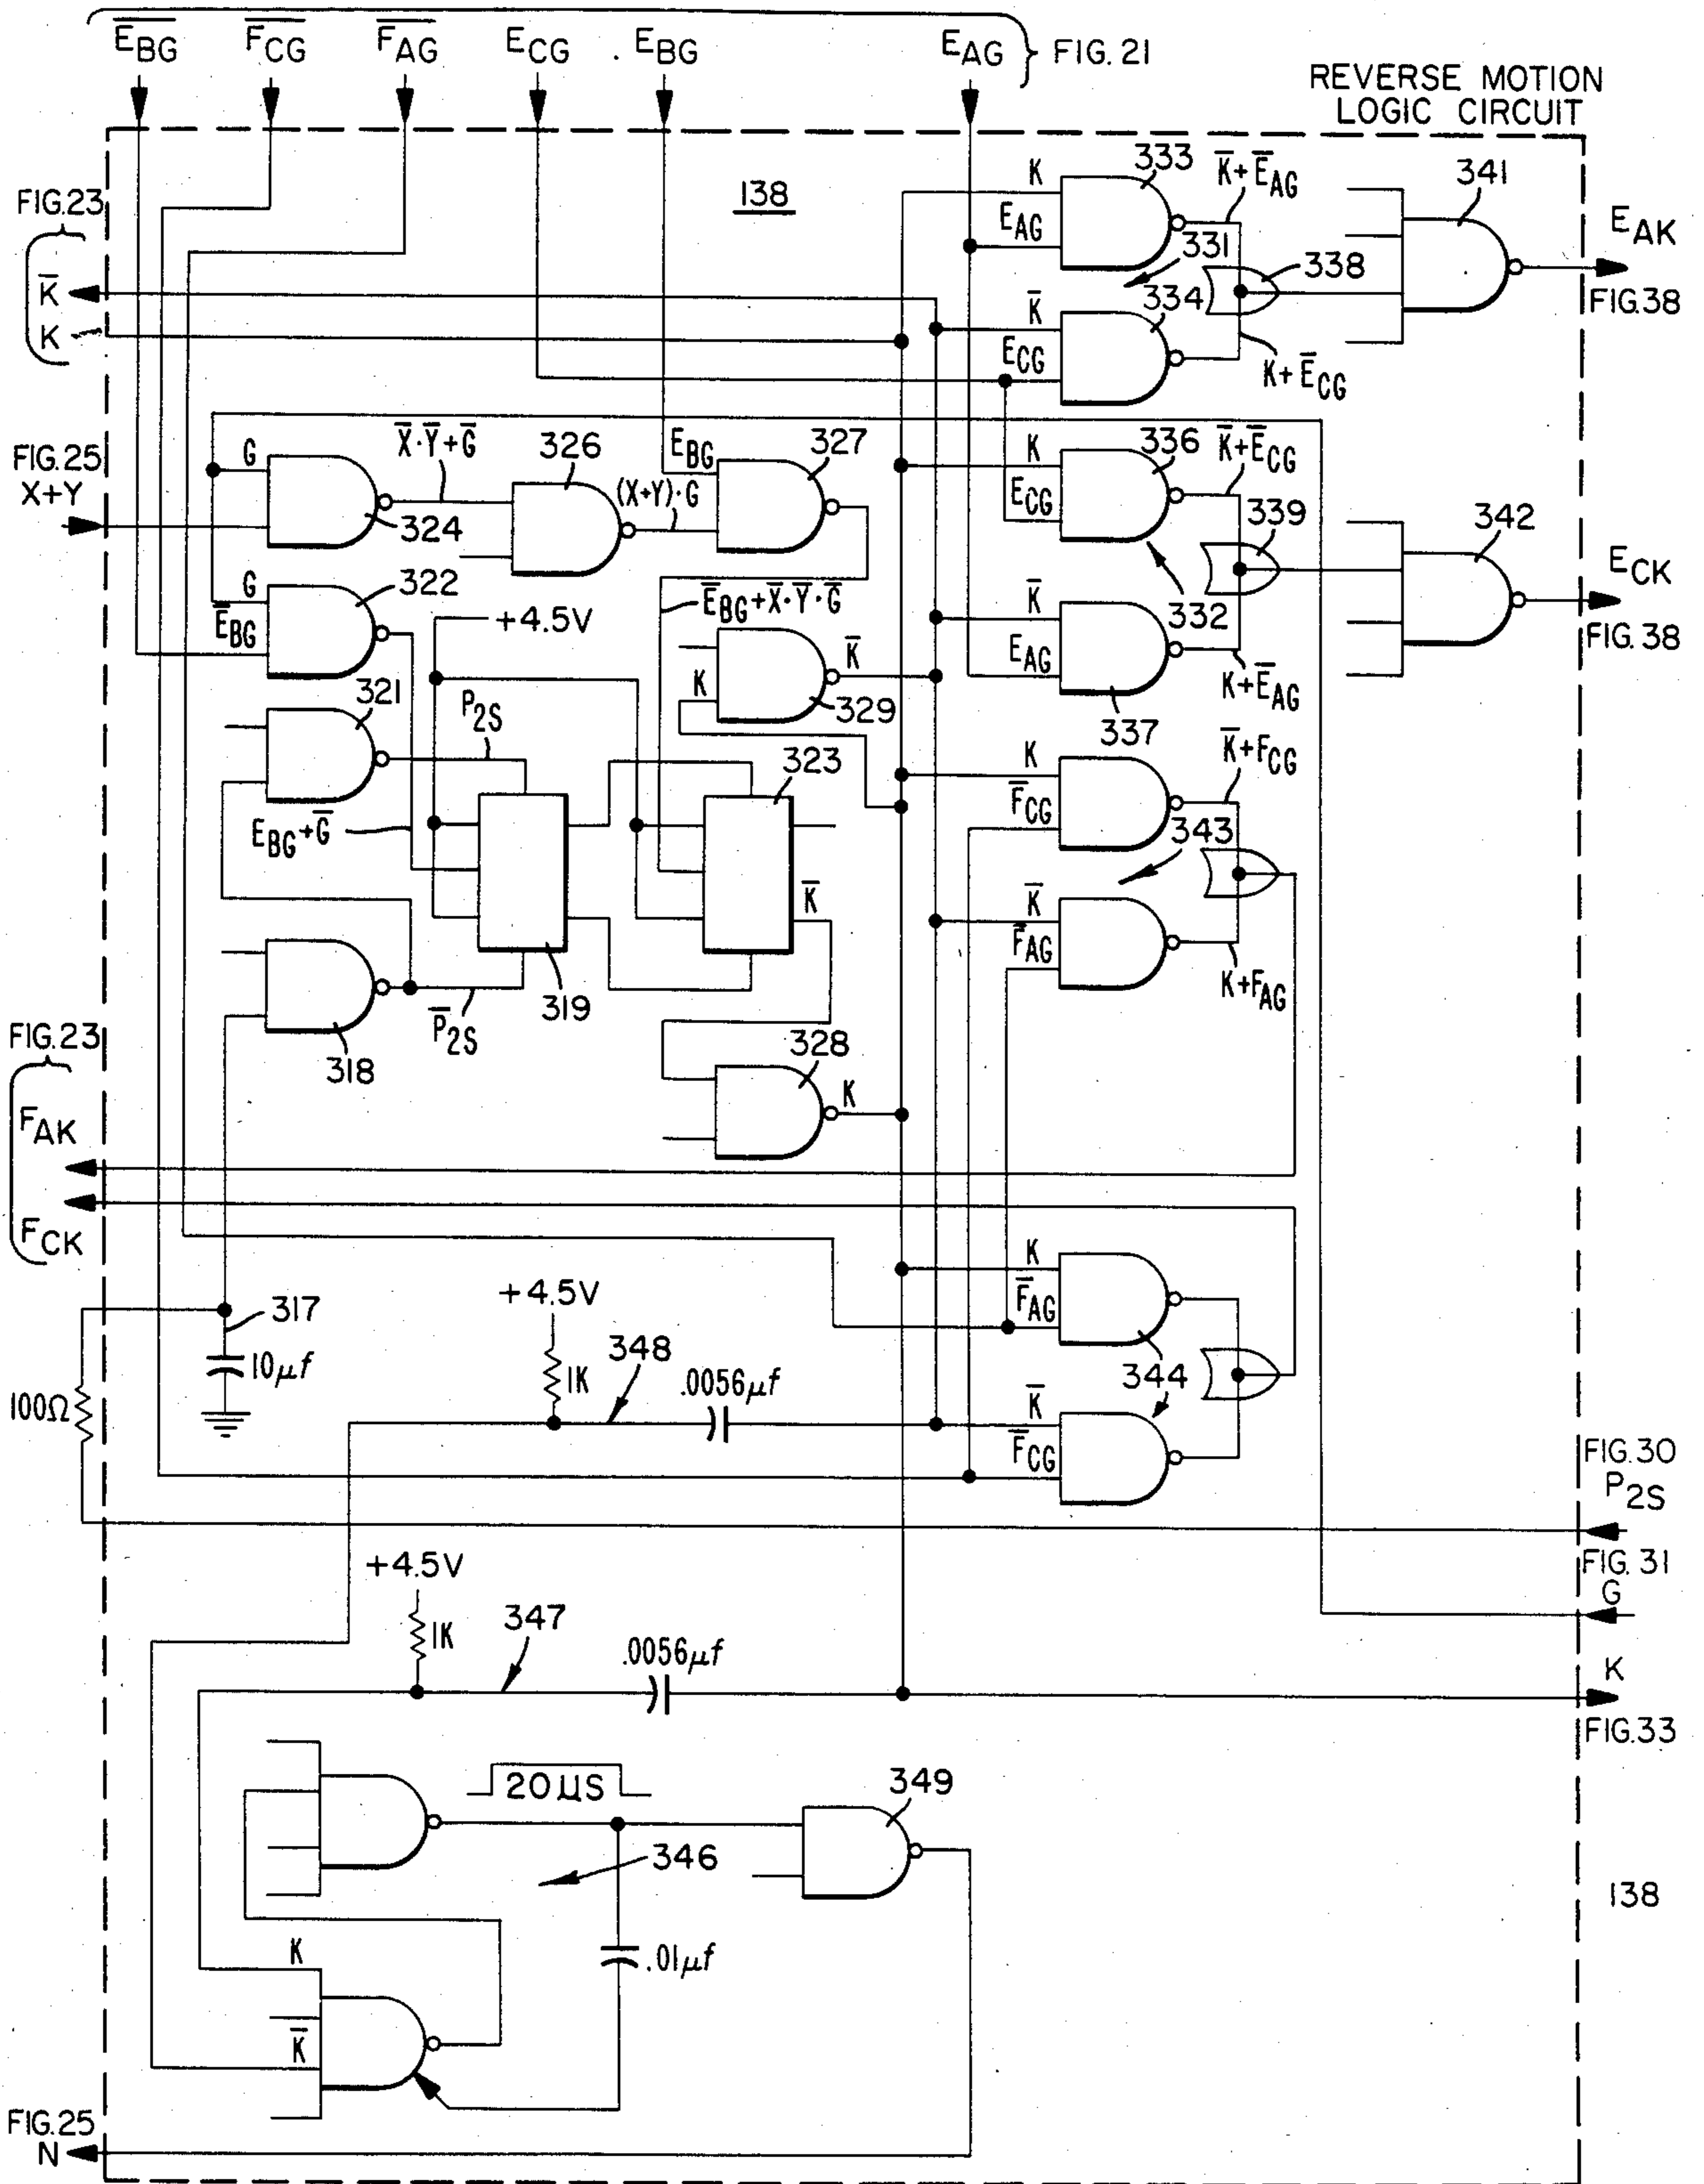 E̅B̅G̅ F̅C̅G̅ F̅A̅G̅ ECG EBG EAG } FIG. 21
REVERSE MOTION
LOGIC CIRCUIT
138
FIG.23
K̅
K
K
EAG
333
K̅+E̅AG
331
338
341
EAK
FIG.38
K̅
ECG
334
K+E̅CG
FIG.25
X+Y
G
X̅·Y̅+G̅
324
326
(X+Y)·G
EBG
327
K
ECG
336
K̅+E̅CG
339
342
ECK
FIG.38
G
E̅BG
322
+4.5V
E̅BG+X̅·Y̅·G̅
K
K̅
329
K̅
EAG
332
K+E̅AG
337
321
P2S
EBG+G̅
323
K
F̅CG
K̅+FCG
343
K̅
K̅
F̅AG
K+FAG
318
P̅2S
319
328
K
FIG.23
FAK
FCK
317
10μf
100Ω
+4.5V
1K
348
.0056μf
K
F̅AG
344
K̅
F̅CG
FIG.30
P2S
FIG. 31
G
+4.5V
1K
347
.0056μf
K
FIG.33
20μS
346
349
138
.01μf
K
K̅
FIG.25
N